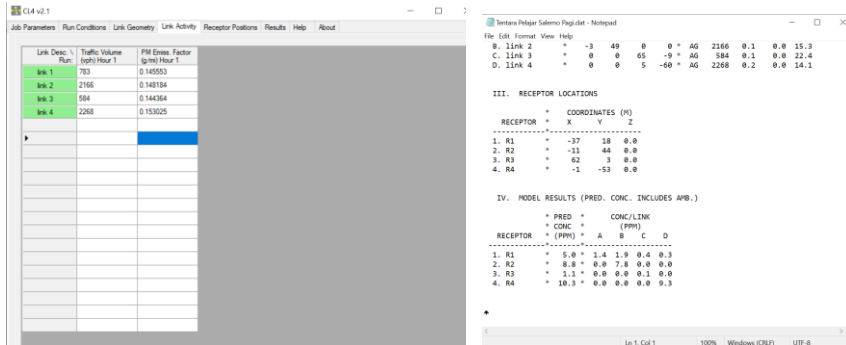 CL4 v2.1
Job Parameters Run Conditions Link Geometry Link Activity Receptor Positions Results Help About
Link Desc. \ Run: Traffic Volume (vph) Hour 1 PM Emiss. Factor (g/mi) Hour 1
link 1 783 0.145553
link 2 2166 0.148184
link 3 584 0.144364
link 4 2268 0.153025
Tentara Pelajar Salemo Pagi.dat - Notepad
File Edit Format View Help
B. link 2 * -3 49 0 0 * AG 2166 0.1 0.0 15.3
C. link 3 * 0 0 65 -9 * AG 584 0.1 0.0 22.4
D. link 4 * 0 0 5 -60 * AG 2268 0.2 0.0 14.1
III. RECEPTOR LOCATIONS
* COORDINATES (M)
RECEPTOR * X Y Z
------------*---------------------
1. R1 * -37 18 0.0
2. R2 * -11 44 0.0
3. R3 * 62 3 0.0
4. R4 * -1 -53 0.0
IV. MODEL RESULTS (PRED. CONC. INCLUDES AMB.)
* PRED * CONC/LINK
* CONC * (PPM)
RECEPTOR * (PPM) * A B C D
------------*-------*--------------------
1. R1 * 5.0 * 1.4 1.9 0.4 0.3
2. R2 * 8.8 * 0.0 7.8 0.0 0.0
3. R3 * 1.1 * 0.0 0.0 0.1 0.0
4. R4 * 10.3 * 0.0 0.0 0.0 9.3
Ln 1, Col 1 100% Windows (CRLF) UTF-8